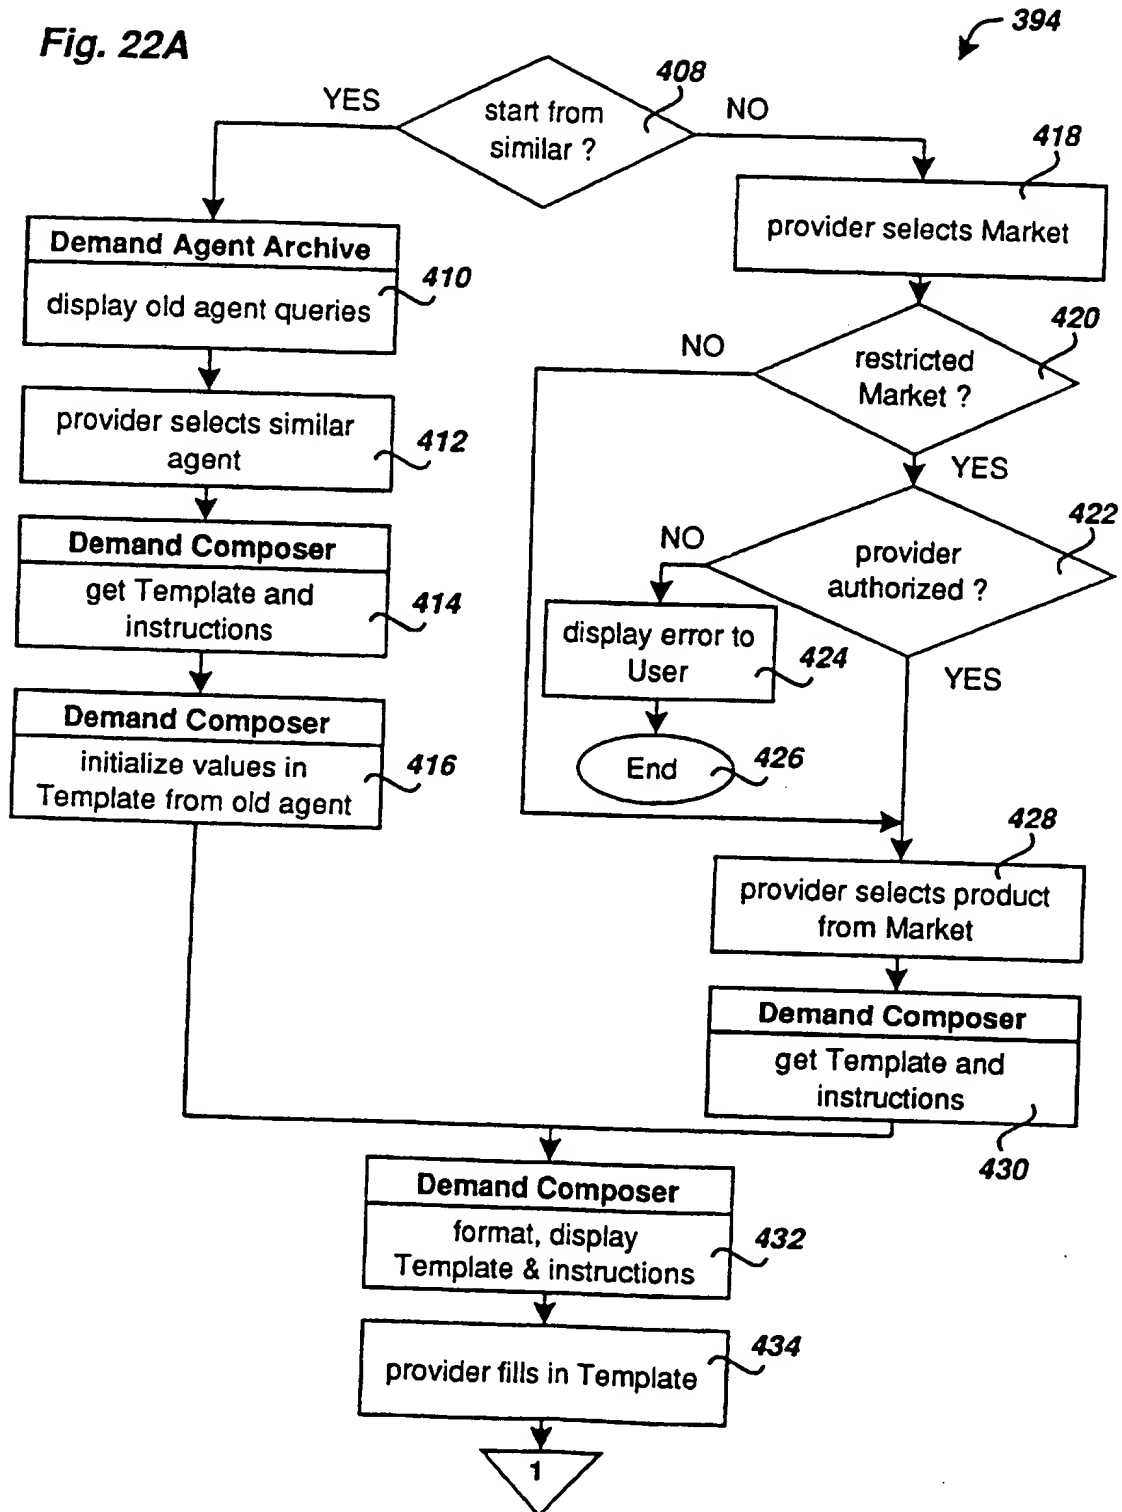 Fig. 22A
394
408
YES
start from
similar ?
NO
418
provider selects Market
Demand Agent Archive
display old agent queries
410
420
NO
restricted
Market ?
YES
provider selects similar
agent
412
422
NO
provider
authorized ?
YES
Demand Composer
get Template and
instructions
414
display error to
User
424
Demand Composer
initialize values in
Template from old agent
416
End
426
428
provider selects product
from Market
Demand Composer
get Template and
instructions
430
Demand Composer
format, display
Template & instructions
432
provider fills in Template
434
1